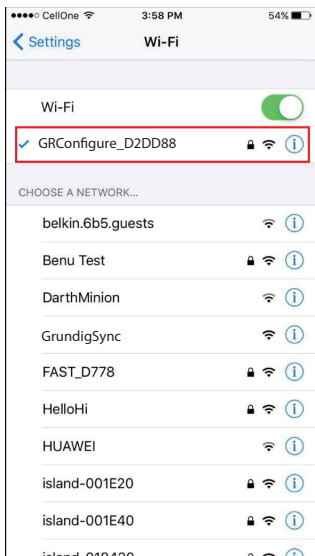 CellOne 3:58 PM 54%
Settings Wi-Fi
Wi-Fi
GRConfigure_D2DD88
CHOOSE A NETWORK...
belkin.6b5.guests
Benu Test
DarthMinion
GrundigSync
FAST_D778
HelloHi
HUAWEI
island-001E20
island-001E40